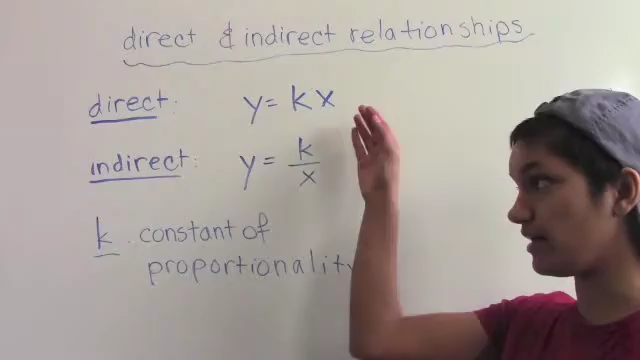 direct & indirect relationships
direct: y = kx
indirect: y = k/x
k constant of
proportionality